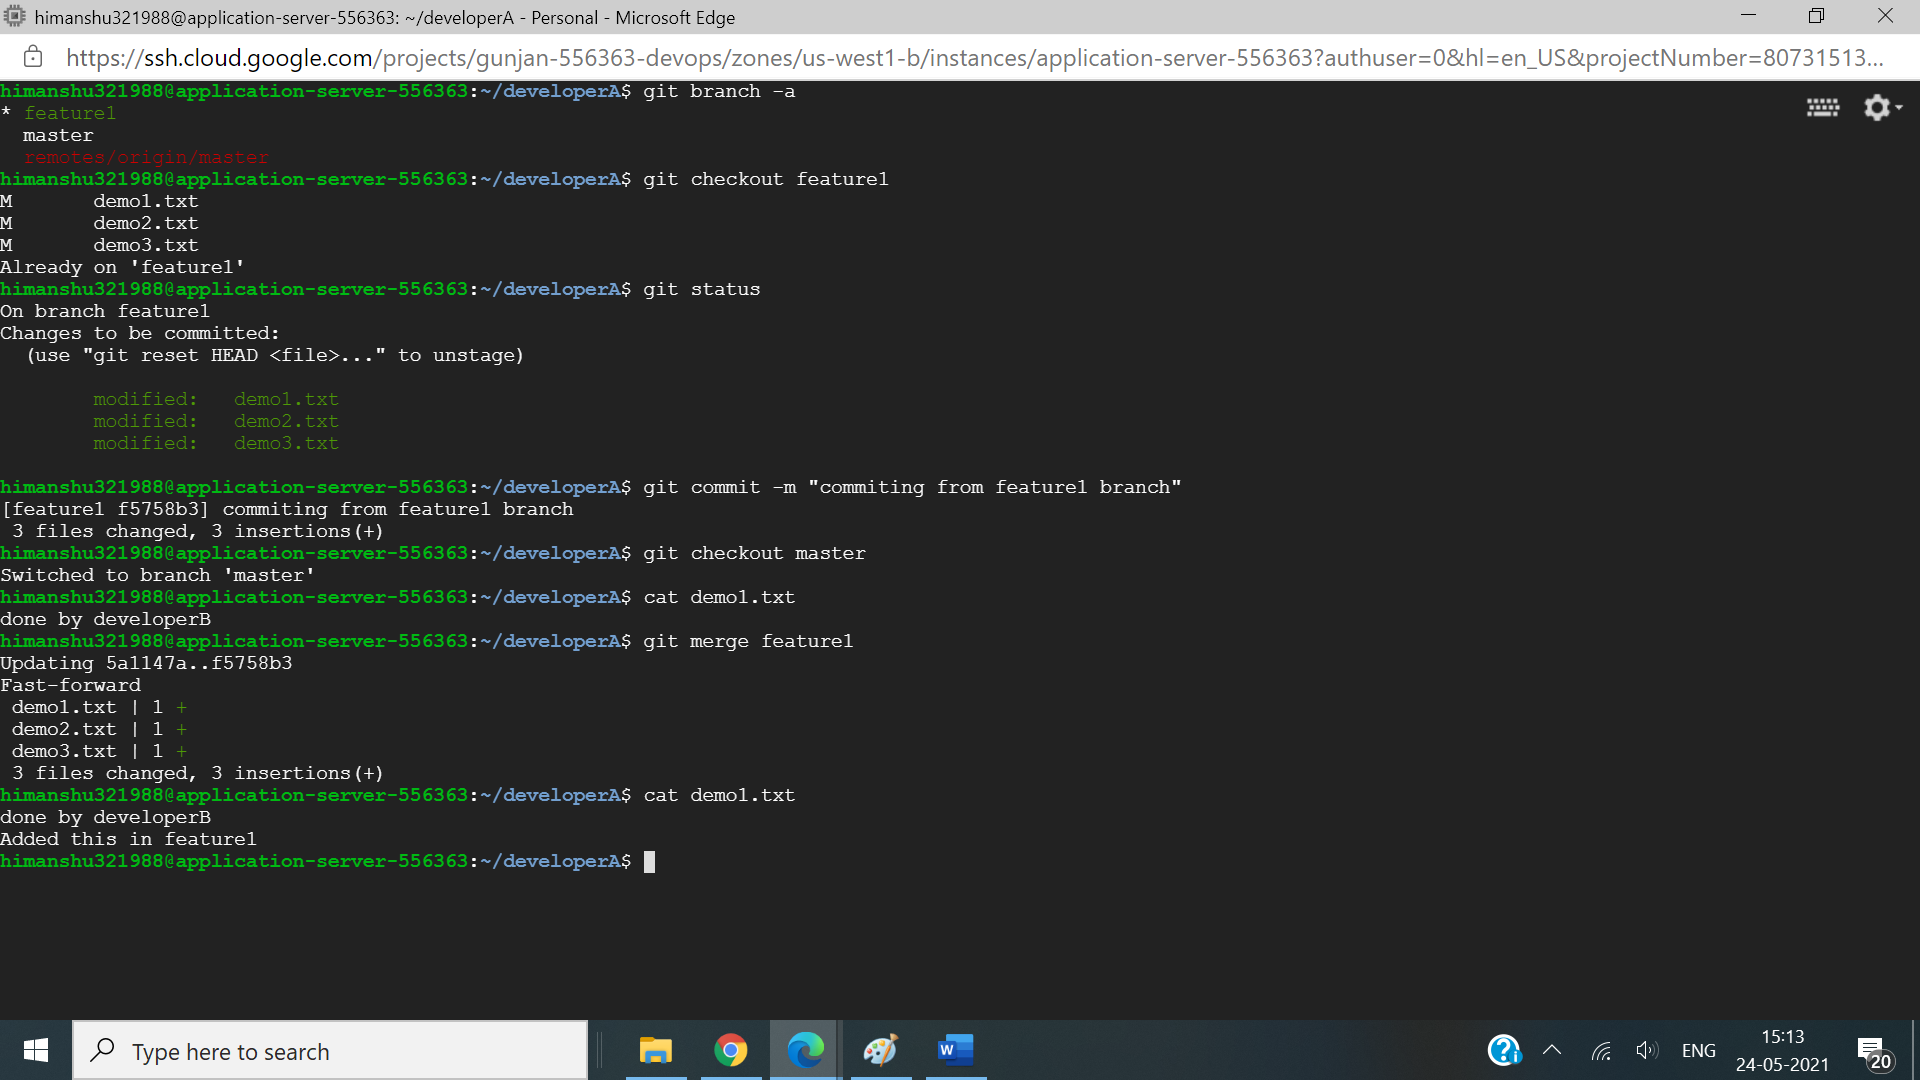 himanshu321988@application-server-556363: ~/developerA - Personal - Microsoft Edge
https://ssh.cloud.google.com/projects/gunjan-556363-devops/zones/us-west1-b/instances/application-server-556363?authuser=0&hl=en_US&projectNumber=80731513...
himanshu321988@application-server-556363:~/developerA$ git branch -a
* feature1
  master
  remotes/origin/master
himanshu321988@application-server-556363:~/developerA$ git checkout feature1
M       demo1.txt
M       demo2.txt
M       demo3.txt
Already on 'feature1'
himanshu321988@application-server-556363:~/developerA$ git status
On branch feature1
Changes to be committed:
  (use "git reset HEAD <file>..." to unstage)
        modified:   demo1.txt
        modified:   demo2.txt
        modified:   demo3.txt
himanshu321988@application-server-556363:~/developerA$ git commit -m "commiting from feature1 branch"
[feature1 f5758b3] commiting from feature1 branch
 3 files changed, 3 insertions(+)
himanshu321988@application-server-556363:~/developerA$ git checkout master
Switched to branch 'master'
himanshu321988@application-server-556363:~/developerA$ cat demo1.txt
done by developerB
himanshu321988@application-server-556363:~/developerA$ git merge feature1
Updating 5a1147a..f5758b3
Fast-forward
 demo1.txt | 1 +
 demo2.txt | 1 +
 demo3.txt | 1 +
 3 files changed, 3 insertions(+)
himanshu321988@application-server-556363:~/developerA$ cat demo1.txt
done by developerB
Added this in feature1
himanshu321988@application-server-556363:~/developerA$
Type here to search
W
ENG
15:13
24-05-2021
20